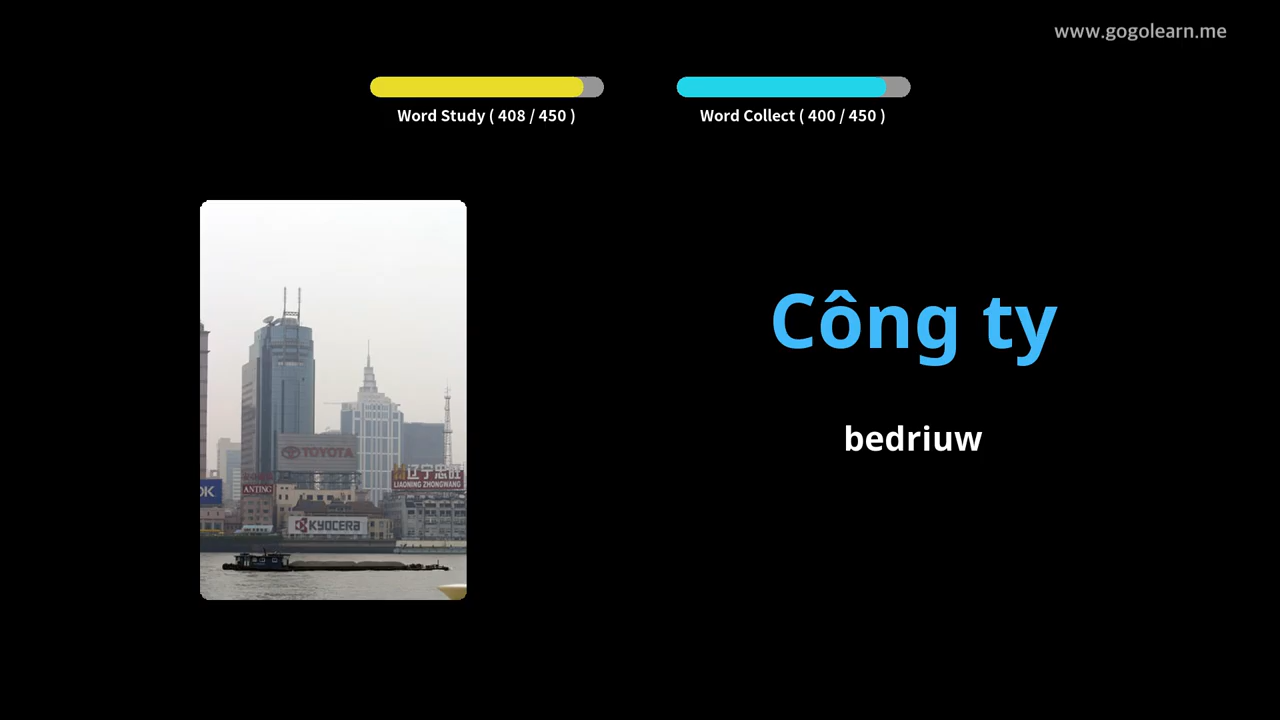 www.gogolearn.me
Word Study ( 408 / 450 )
Word Collect ( 400 / 450 )
Công ty
bedriuw
TOYOTA
辽宁忠旺
LIAONING ZHONGWANG
OK
ANTING
KYOCERA